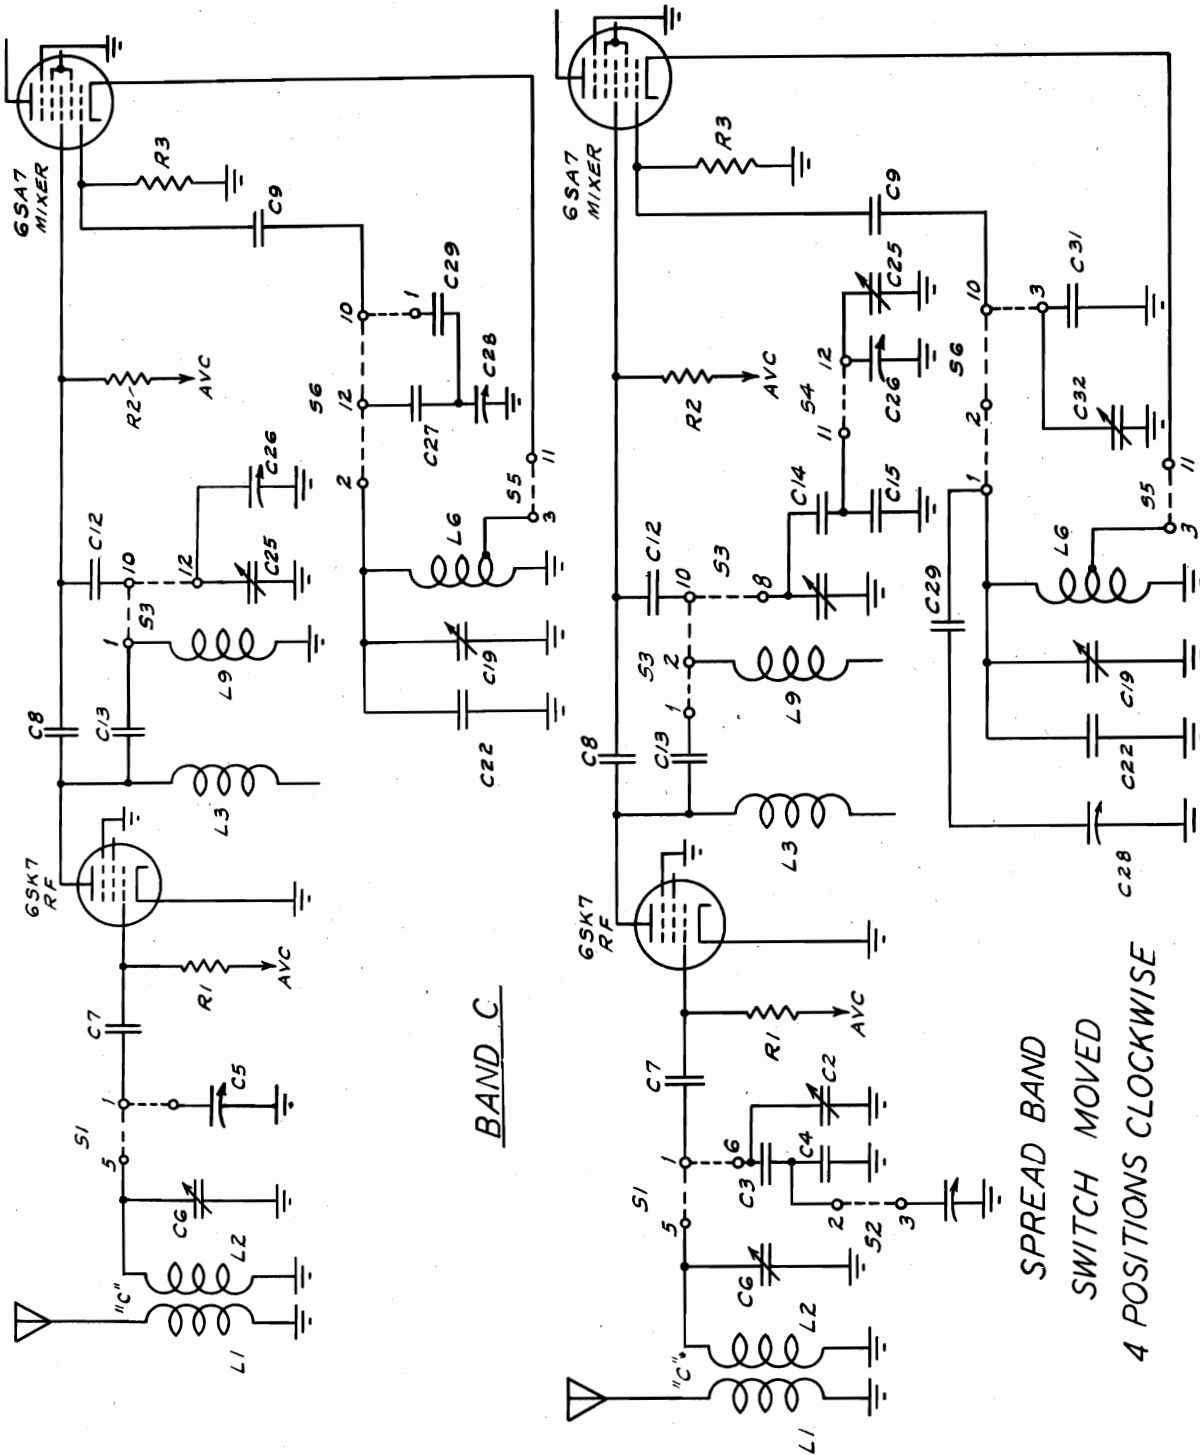 "C"
L1
L2
C6
5
S1
1
C5
C7
R1
AVC
6SK7
RF
L3
C8
C13
1
S3
10
C12
L9
12
C25
C26
R2
AVC
6SA7
MIXER
R3
C9
10
1
C29
S6
12
C27
C28
2
L6
C19
C22
3
S5
11
BAND C
"C"
L1
L2
C6
5
S1
1
6
C3
C2
C4
2
S2
3
C7
R1
AVC
6SK7
RF
L3
C8
C13
1
S3
2
10
C12
S3
8
L9
C14
C15
11
S4
12
C26
C25
R2
AVC
6SA7
MIXER
R3
C9
10
3
C31
S6
2
C32
1
C29
L6
C19
C22
C28
3
S5
11
SPREAD BAND
SWITCH MOVED
4 POSITIONS CLOCKWISE